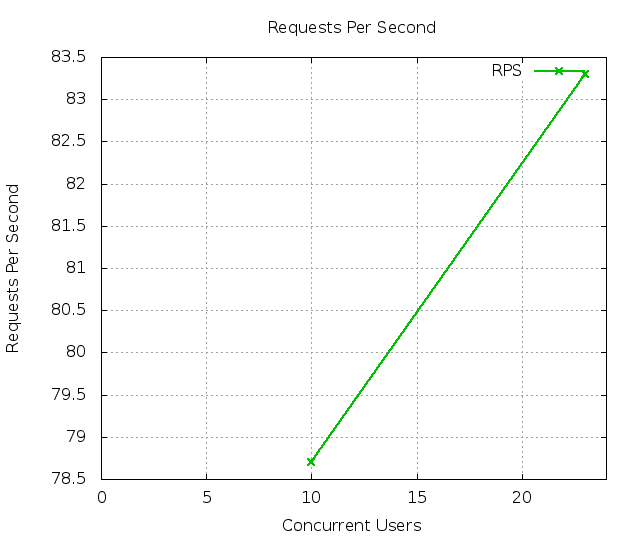 Requests Per Second
83.5
RPS
83
82.5
82
81.5
81
80.5
80
79.5
79
78.5
Requests Per Second
0 5 10 15 20
Concurrent Users